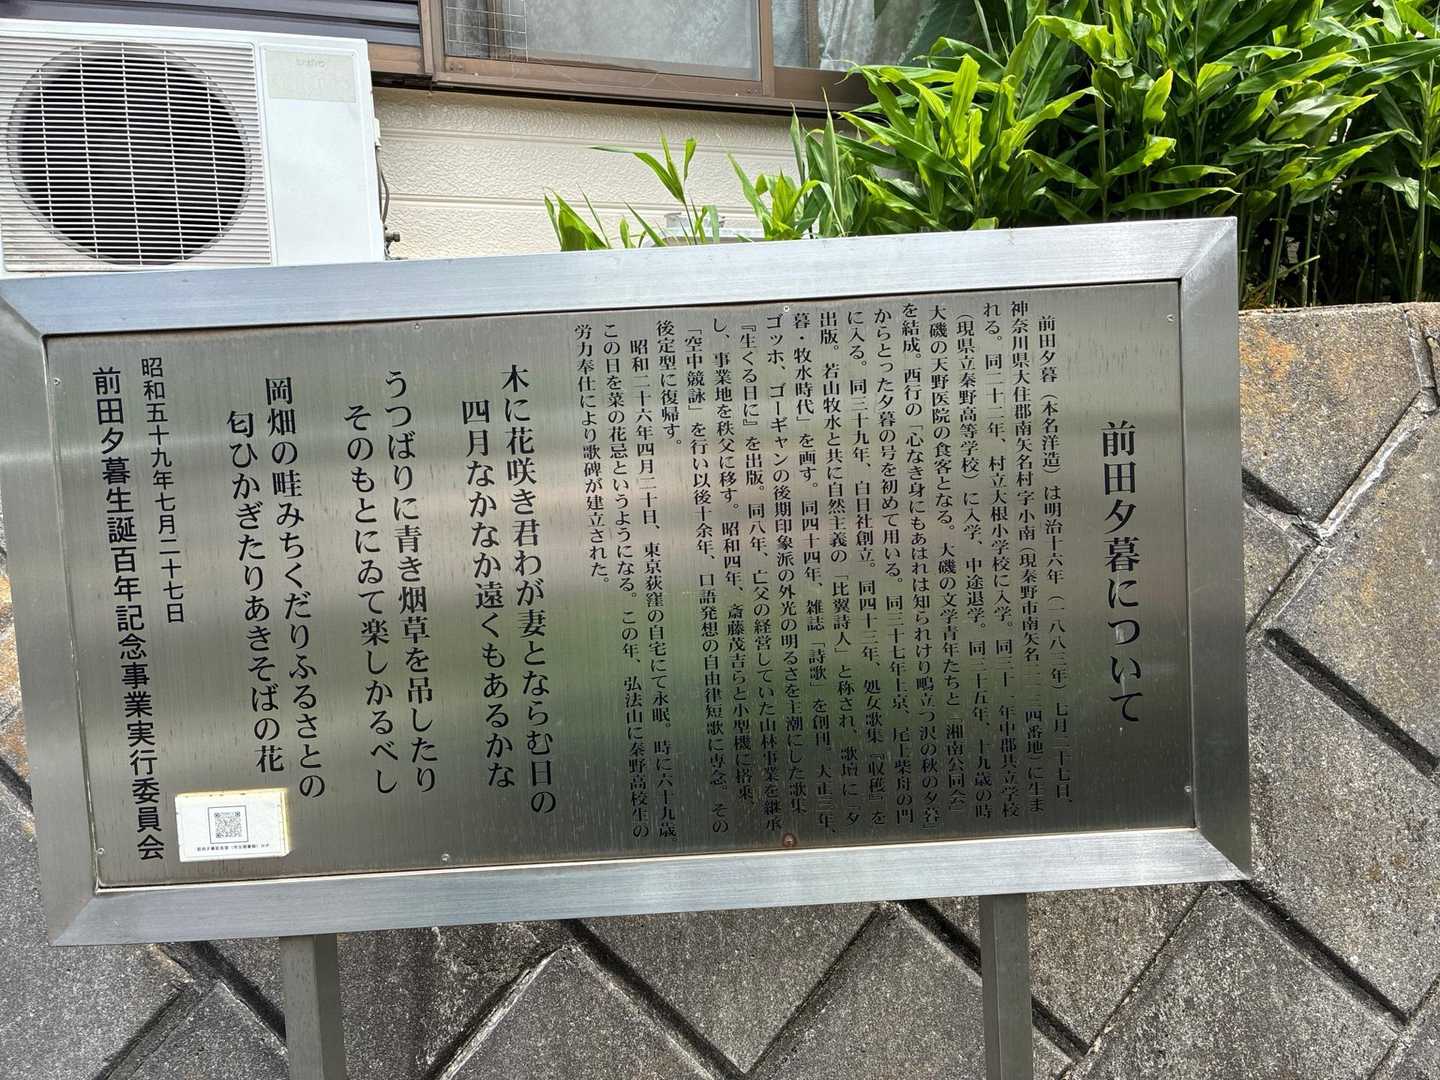 前田夕暮について
前田夕暮（本名洋造）は明治十六年（一八八三年）七月二十七日、
神奈川県大住郡南矢名村字小南（現秦野市南矢名二二三四番地）に生ま
れる。同二十二年、村立大根小学校に入学。同三十一年中郡共立学校
（現県立秦野高等学校）に入学、中途退学。同三十五年、十九歳の時
大磯の天野医院の食客となる。大磯の文学青年たちと「湘南公同会」
を結成。西行の「心なき身にもあはれは知られけり鴫立つ沢の秋の夕暮」
からとった夕暮の号を初めて用いる。同三十七年上京、尾上柴舟の門
に入る。同三十九年、白日社創立。同四十三年、処女歌集『収穫』を
出版。若山牧水と共に自然主義の「比翼詩人」と称され、歌壇に「夕
暮・牧水時代」を画す。同四十四年、雑誌「詩歌」を創刊。大正三年、
ゴッホ、ゴーギャンの後期印象派の外光の明るさを主潮にした歌集
『生くる日に』を出版。同八年、亡父の経営していた山林事業を継承
し、事業地を秩父に移す。昭和四年、斎藤茂吉らと小型機に搭乗、
「空中競詠」を行い以後十余年、口語発想の自由律短歌に専念。その
後定型に復帰す。
昭和二十六年四月二十日、東京荻窪の自宅にて永眠。時に六十九歳
この日を菜の花忌というようになる。この年、弘法山に秦野高校生の
労力奉仕により歌碑が建立された。
木に花咲き君わが妻とならむ日の
四月なかなか遠くもあるかな
うつばりに青き烟草を吊したり
そのもとにゐて楽しかるべし
岡畑の畦みちくだりふるさとの
匂ひかぎたりあきそばの花
昭和五十九年七月二十七日
前田夕暮生誕百年記念事業実行委員会